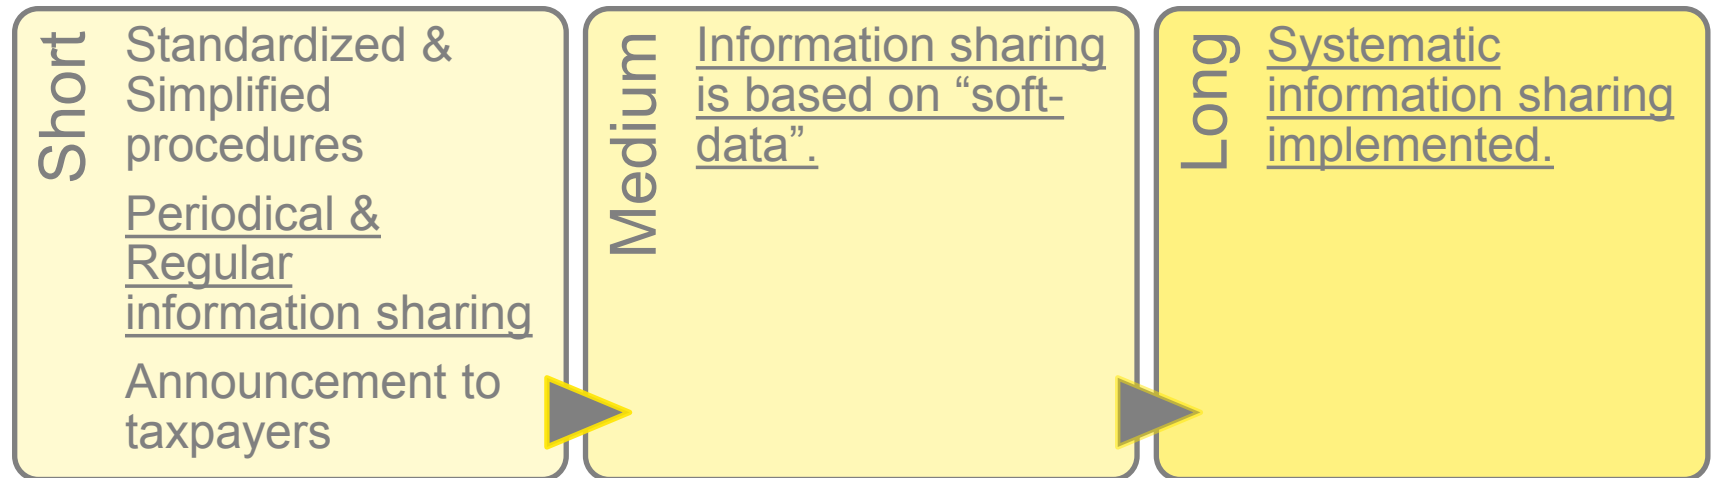 Short
Standardized &
Simplified
procedures
Periodical &
Regular
information sharing
Announcement to
taxpayers
Medium
Information sharing
is based on “soft-
data”.
Long
Systematic
information sharing
implemented.